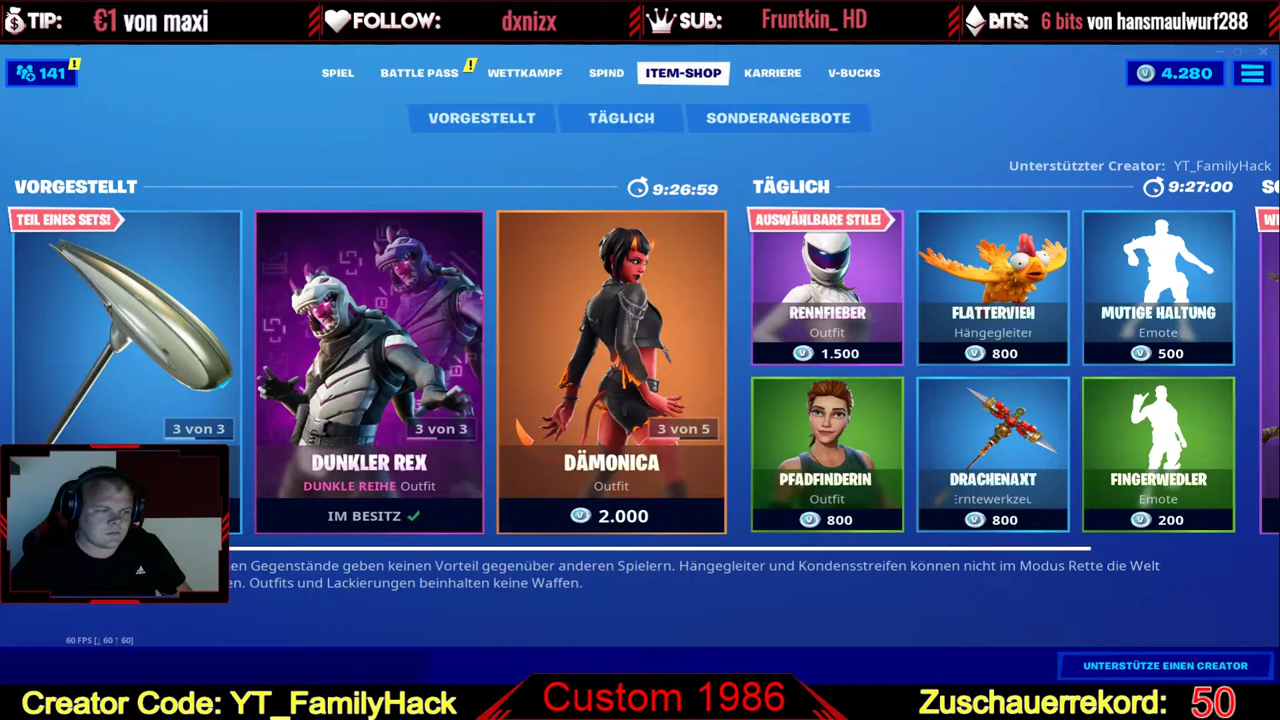 TIP: €1 von maxi FOLLOW: dxnizx SUB: Fruntkin_ HD BITS: 6 bits von hansmaulwurf288
141 ! SPIEL BATTLE PASS ! WETTKAMPF SPIND ITEM-SHOP KARRIERE V-BUCKS 4.280
VORGESTELLT TÄGLICH SONDERANGEBOTE
Unterstützter Creator: YT_FamilyHack
VORGESTELLT 9:26:59 TÄGLICH 9:27:00
TEIL EINES SETS!
3 von 3
DUNKLER REX
DUNKLE REIHE Outfit
IM BESITZ
3 von 3
DÄMONICA
Outfit
2.000
3 von 5
AUSWÄHLBARE STILE!
RENNFIEBER
Outfit
1.500
FLATTERVIEH
Hängegleiter
800
MUTIGE HALTUNG
Emote
500
PFADFINDERIN
Outfit
800
DRACHENAXT
Erntewerkzeu
800
FINGERWEDLER
Emote
200
en Gegenstände geben keinen Vorteil gegenüber anderen Spielern. Hängegleiter und Kondensstreifen können nicht im Modus Rette die Welt
en. Outfits und Lackierungen beinhalten keine Waffen.
60 FPS [↓ 60 ↑ 60]
UNTERSTÜTZE EINEN CREATOR
Creator Code: YT_FamilyHack Custom 1986 Zuschauerrekord: 50